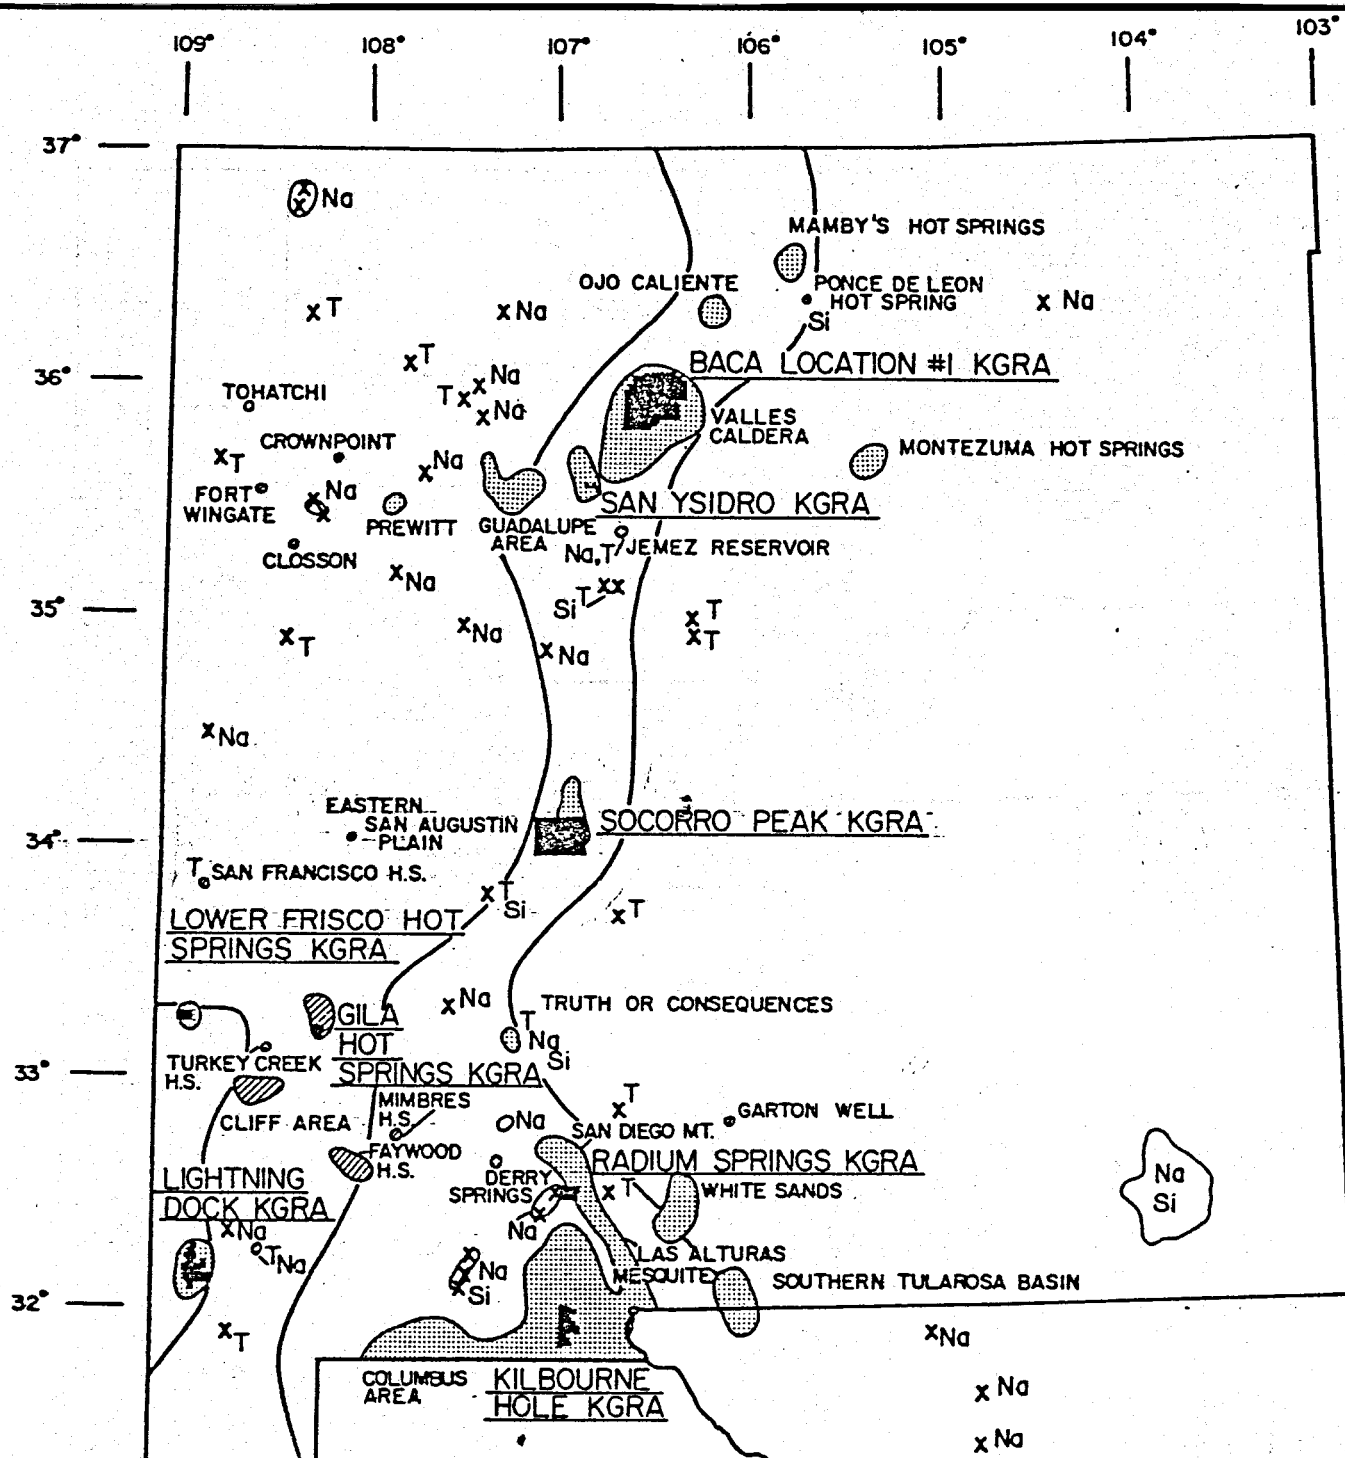 109° 108° 107° 106° 105° 104° 103°
37°
Na
MAMBY'S HOT SPRINGS
OJO CALIENTE
PONCE DE LEON
HOT SPRING
Si
T
Na
Na
T
BACA LOCATION #1 KGRA
36°
Na
T
Na
TOHATCHI
VALLES
CALDERA
CROWNPOINT
MONTEZUMA HOT SPRINGS
T
Na
FORT
WINGATE
Na
PREWITT
SAN YSIDRO KGRA
GUADALUPE
AREA
CLOSSON
Na,T
JEMEZ RESERVOIR
Na
35°
Si
T
T
T
T
Na
Na
Na
EASTERN
SAN AUGUSTIN
PLAIN
SOCORRO PEAK KGRA
34°
T
SAN FRANCISCO H.S.
T
Si
T
LOWER FRISCO HOT
SPRINGS KGRA
Na
TRUTH OR CONSEQUENCES
GILA
HOT
SPRINGS KGRA
T
Na
Si
TURKEY CREEK
H.S.
33°
MIMBRES
H.S.
T
GARTON WELL
CLIFF AREA
Na
SAN DIEGO MT.
FAYWOOD
H.S.
RADIUM SPRINGS KGRA
LIGHTNING
DOCK KGRA
DERRY
SPRINGS
T
WHITE SANDS
Na
Si
Na
Na
T
Na
LAS ALTURAS
MESQUITE
Na
Si
SOUTHERN TULAROSA BASIN
32°
T
Na
COLUMBUS
AREA
KILBOURNE
HOLE KGRA
Na
Na